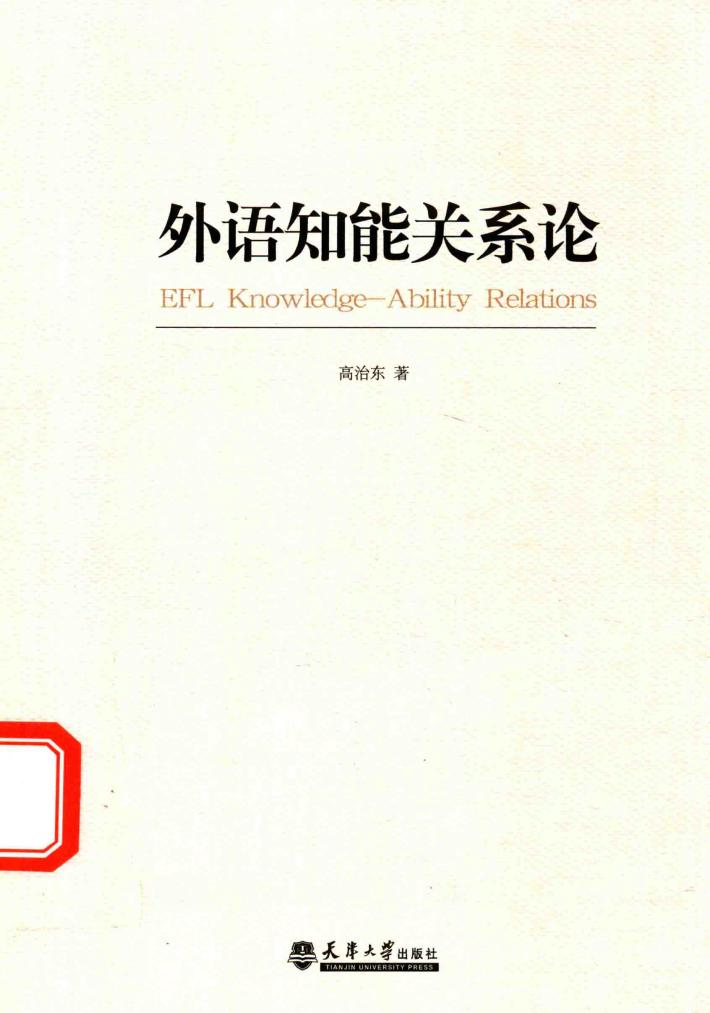 外语知能关系论
EFL Knowledge-Ability Relations
高治东 著
天津大学出版社
TIANJIN UNIVERSITY PRESS